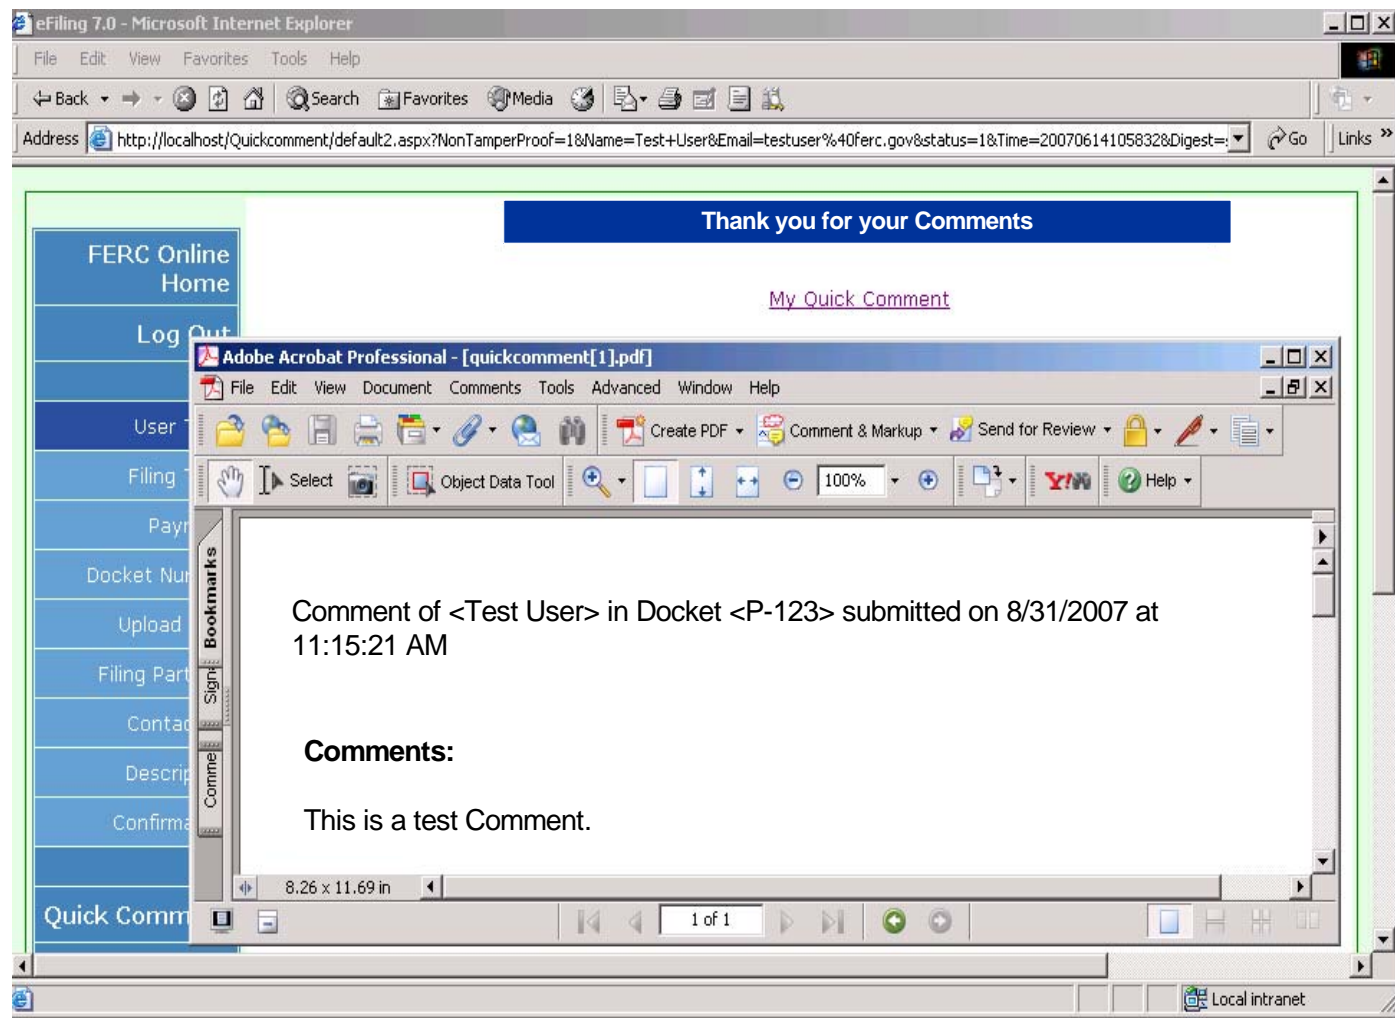 eFiling 7.0 - Microsoft Internet Explorer
File Edit View Favorites Tools Help
Back Search Favorites Media
Address http://localhost/Quickcomment/default2.aspx?NonTamperProof=1&Name=Test+User&Email=testuser%40ferc.gov&status=1&Time=20070614105832&Digest= Go Links »
Thank you for your Comments
FERC Online
Home
My Quick Comment
Log Out
Adobe Acrobat Professional - [quickcomment[1].pdf]
File Edit View Document Comments Tools Advanced Window Help
User
Create PDF Comment & Markup Send for Review
Filing
Select Object Data Tool 100% Y! Help
Payr
Bookmarks
Docket Nu
Comment of <Test User> in Docket <P-123> submitted on 8/31/2007 at
11:15:21 AM
Upload
Filing Part
Sign
Contac
Comments:
Descrip
Comme
This is a test Comment.
Confirma
8.26 x 11.69 in
Quick Comm
1 of 1
Local intranet